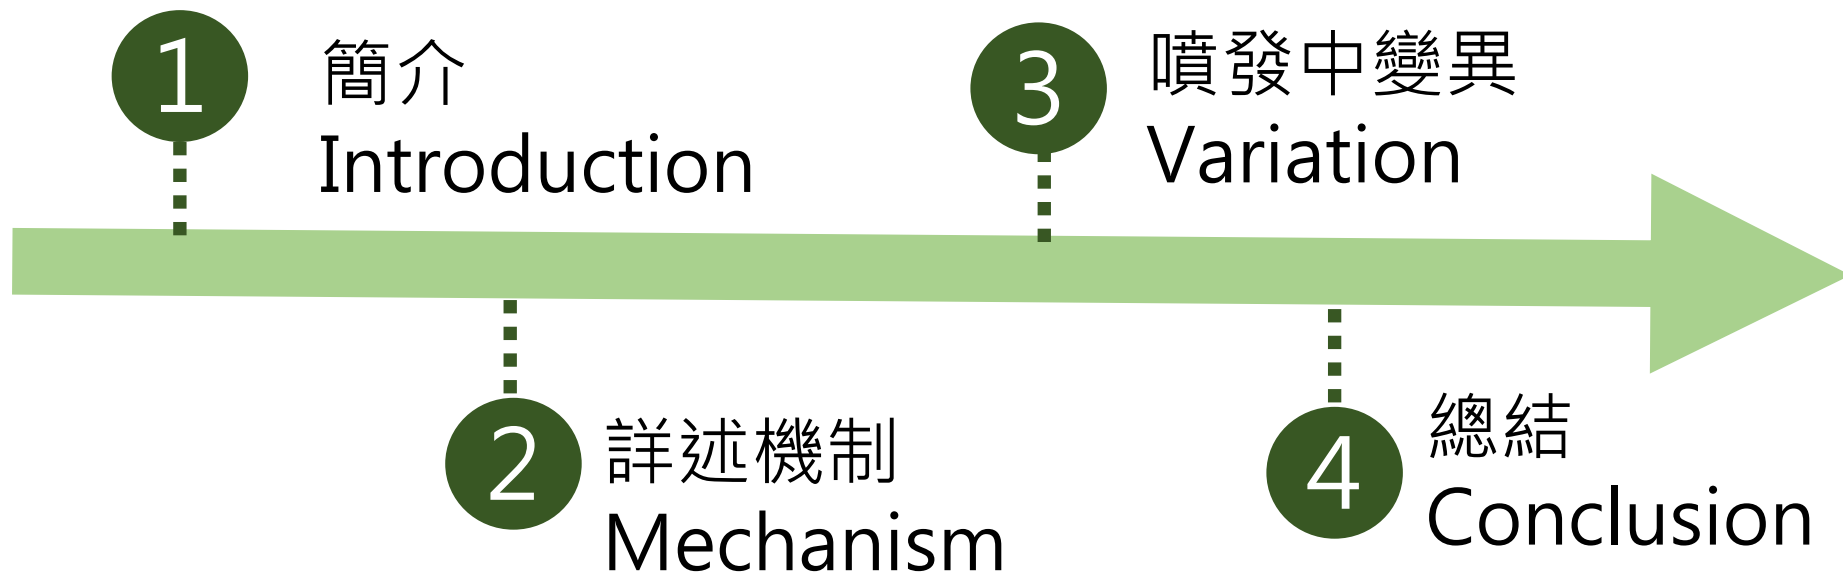 1
簡介
Introduction
2
詳述機制
Mechanism
3
噴發中變異
Variation
4
總結
Conclusion